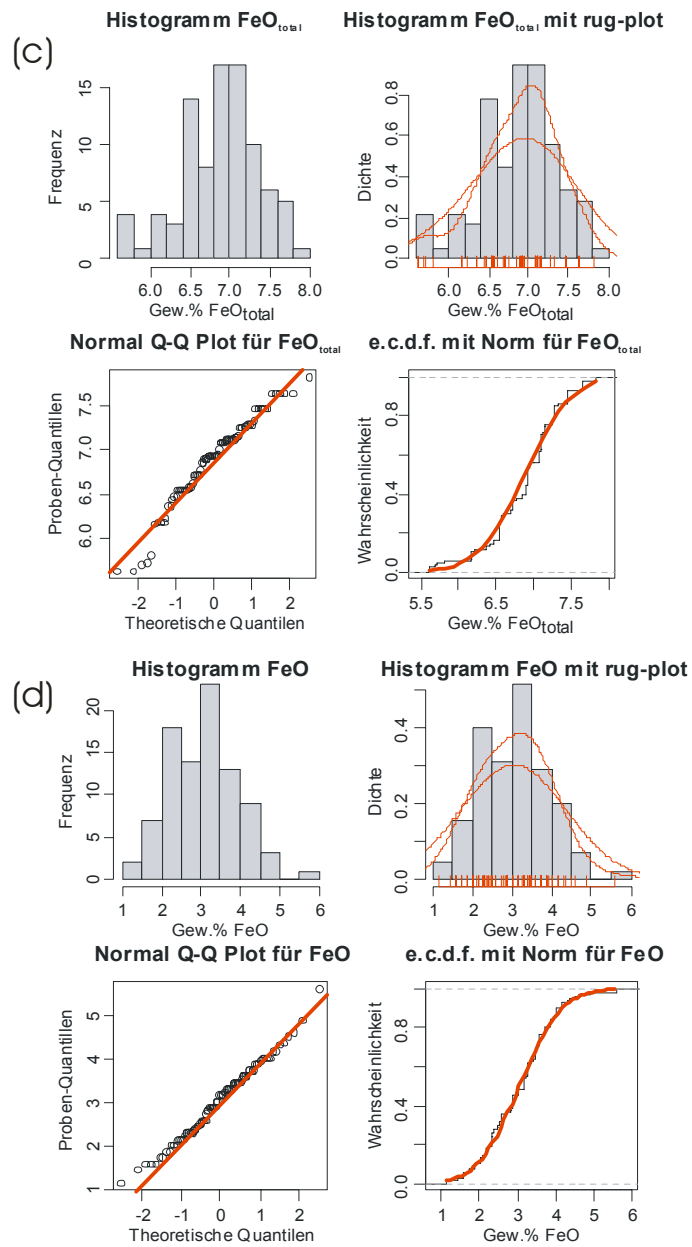 (c)
Histogramm FeOtotal
Frequenz
15
10
5
0
6.0 6.5 7.0 7.5 8.0
Gew.% FeOtotal
Histogramm FeOtotal mit rug-plot
Dichte
0.8
0.6
0.4
0.2
0.0
6.0 6.5 7.0 7.5 8.0
Gew.% FeOtotal
Normal Q-Q Plot für FeOtotal
Proben-Quantillen
7.5
7.0
6.5
6.0
-2 -1 0 1 2
Theoretische Quantilen
e.c.d.f. mit Norm für FeOtotal
Wahrscheinlichkeit
0.8
0.4
0.0
5.5 6.5 7.5
Gew.% FeOtotal
(d)
Histogramm FeO
Frequenz
20
15
10
5
0
1 2 3 4 5 6
Gew.% FeO
Histogramm FeO mit rug-plot
Dichte
0.4
0.2
0.0
1 2 3 4 5 6
Gew.% FeO
Normal Q-Q Plot für FeO
Proben-Quantillen
5
4
3
2
1
-2 -1 0 1 2
Theoretische Quantilen
e.c.d.f. mit Norm für FeO
Wahrscheinlichkeit
0.8
0.4
0.0
1 2 3 4 5 6
Gew.% FeO